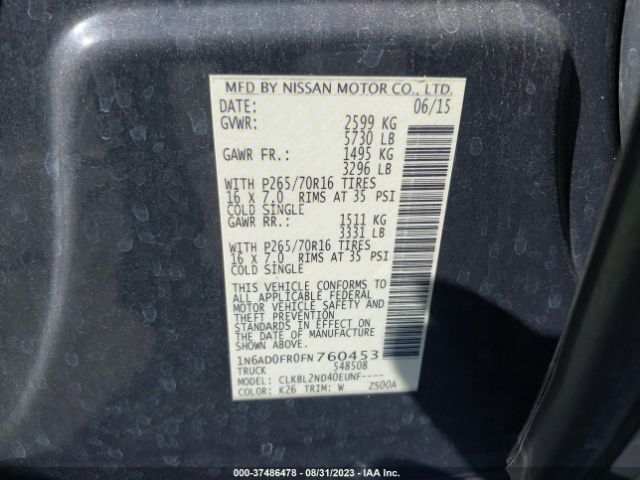 MFD BY NISSAN MOTOR CO., LTD.
DATE: 06/15
GVWR: 2599 KG
5730 LB
GAWR FR.: 1495 KG
3296 LB
WITH P265/70R16 TIRES
16 X 7.0 RIMS AT 35 PSI
COLD SINGLE
GAWR RR.: 1511 KG
3331 LB
WITH P265/70R16 TIRES
16 X 7.0 RIMS AT 35 PSI
COLD SINGLE
THIS VEHICLE CONFORMS TO
ALL APPLICABLE FEDERAL
MOTOR VEHICLE SAFETY AND
THEFT PREVENTION
STANDARDS IN EFFECT ON
THE DATE OF MANUFACTURE
SHOWN ABOVE.
1N6AD0FR0FN760453
TRUCK 548508
MODEL: CLKBL2ND40EUNF----
COLOR: K26 TRIM: W ZS00A
000-37486478 - 08/31/2023 - IAA Inc.